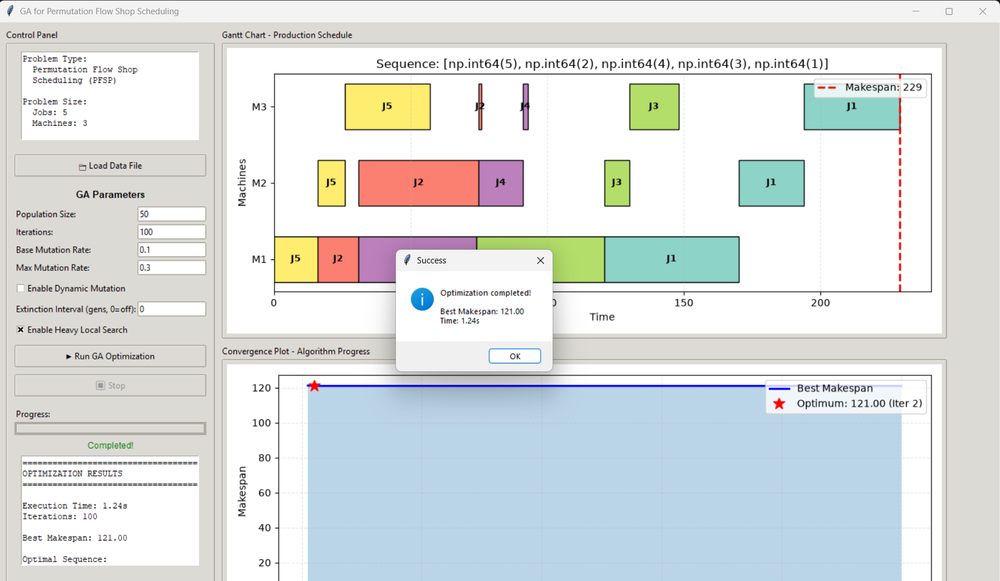 GA for Permutation Flow Shop Scheduling
Control Panel
Problem Type:
Permutation Flow Shop
Scheduling (PFSP)
Problem Size:
Jobs: 5
Machines: 3
Load Data File
GA Parameters
Population Size: 50
Iterations: 100
Base Mutation Rate: 0.1
Max Mutation Rate: 0.3
Enable Dynamic Mutation
Extinction Interval (gens, 0=off): 0
Enable Heavy Local Search
Run GA Optimization
Stop
Progress:
Completed!
===================================
OPTIMIZATION RESULTS
===================================
Execution Time: 1.24s
Iterations: 100
Best Makespan: 121.00
Optimal Sequence:
Gantt Chart - Production Schedule
Sequence: [np.int64(5), np.int64(2), np.int64(4), np.int64(3), np.int64(1)]
Makespan: 229
Machines
M3
J5
J2
J4
J3
J1
M2
J5
J2
J4
J3
J1
M1
J5
J2
J1
0
150
200
Time
Success
Optimization completed!
Best Makespan: 121.00
Time: 1.24s
OK
Convergence Plot - Algorithm Progress
Best Makespan
Optimum: 121.00 (Iter 2)
Makespan
120
100
80
60
40
20